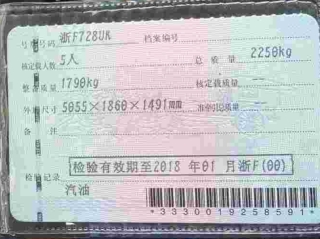 号牌号码 浙F728UK 档案编号
核定载人数 5人 总质量 2250kg
整备质量 1790kg 核定载质量
外廓尺寸 5055×1860×1491mm 准牵引总质量
备注
检验记录 检验有效期至2018年01月浙F(00)
汽油
*3330019258591*